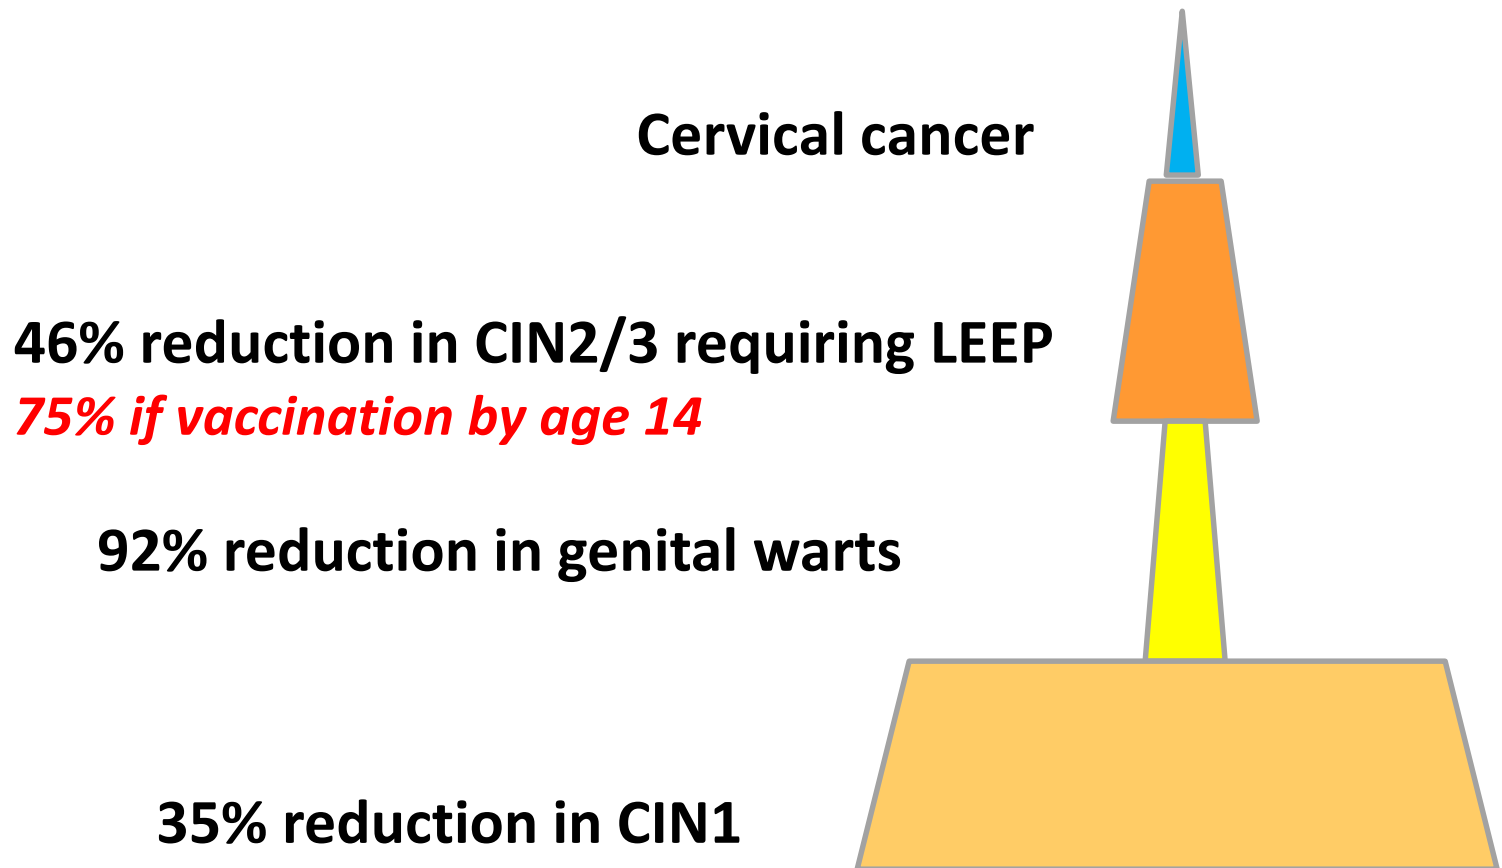 Cervical cancer
46% reduction in CIN2/3 requiring LEEP
75% if vaccination by age 14
92% reduction in genital warts
35% reduction in CIN1